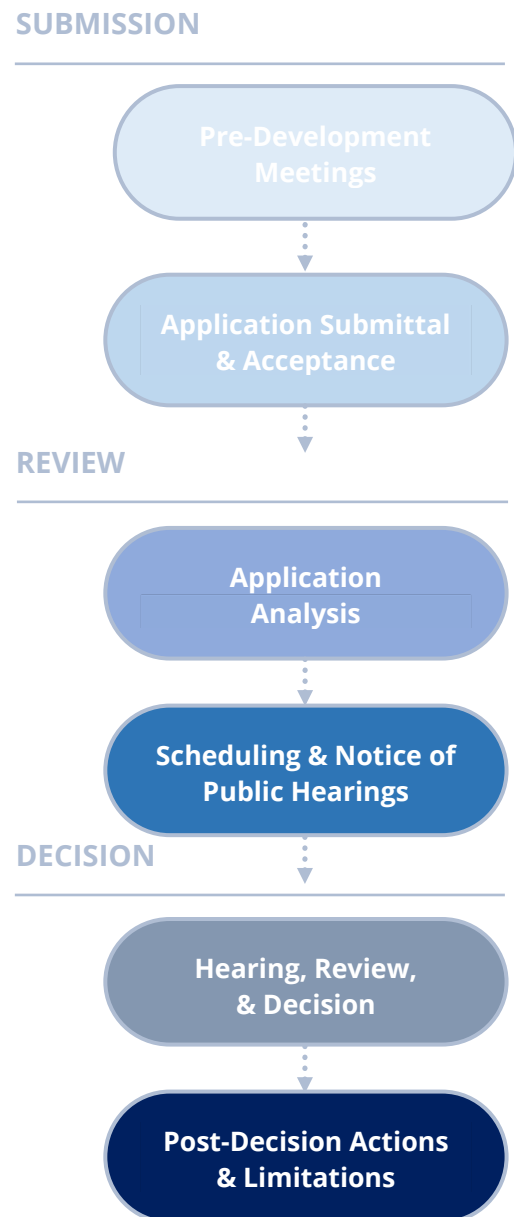 SUBMISSION
Pre-Development
Meetings
Application Submittal
& Acceptance
REVIEW
Application
Analysis
Scheduling & Notice of
Public Hearings
DECISION
Hearing, Review,
& Decision
Post-Decision Actions
& Limitations